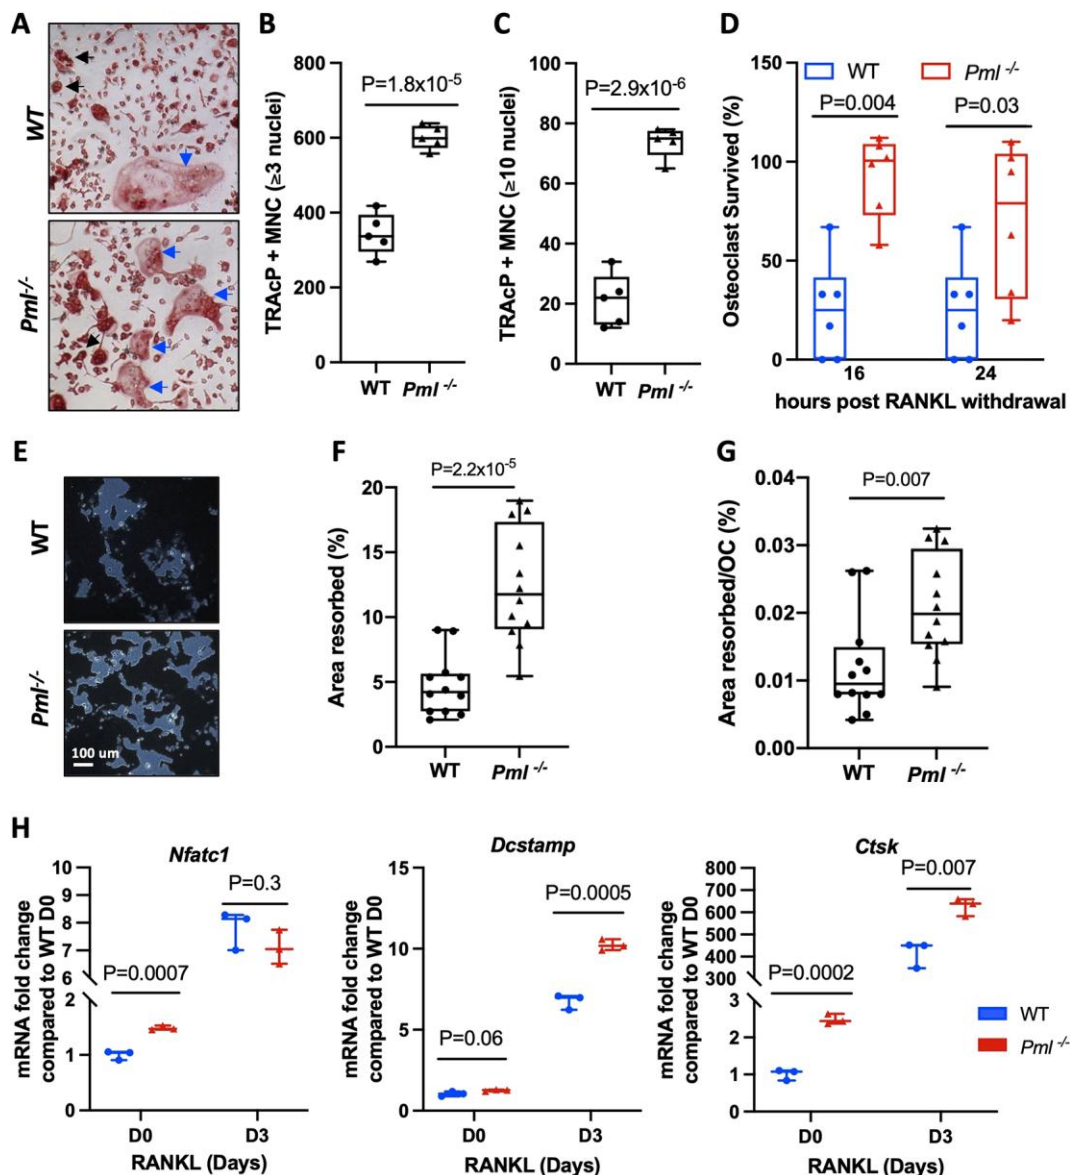 A
WT
Pml-/-
B
TRAcP + MNC (≥3 nuclei)
800
600
400
200
0
P=1.8x10-5
WT Pml -/-
C
TRAcP + MNC (≥10 nuclei)
100
80
60
40
20
0
P=2.9x10-6
WT Pml -/-
D
WT Pml -/-
Osteoclast Survived (%)
150
100
50
0
P=0.004 P=0.03
16 24
hours post RANKL withdrawal
E
WT
Pml-/-
100 um
F
Area resorbed (%)
20
15
10
5
0
P=2.2x10-5
WT Pml -/-
G
Area resorbed/OC (%)
0.04
0.03
0.02
0.01
0.00
P=0.007
WT Pml -/-
H
Nfatc1
mRNA fold change
compared to WT D0
10
9
8
7
6
2
1
0
P=0.0007
P=0.3
D0 D3
RANKL (Days)
Dcstamp
mRNA fold change
compared to WT D0
15
10
5
0
P=0.06
P=0.0005
D0 D3
RANKL (Days)
Ctsk
mRNA fold change
compared to WT D0
800
700
600
500
400
300
3
2
1
0
P=0.0002
P=0.007
D0 D3
RANKL (Days)
WT
Pml -/-